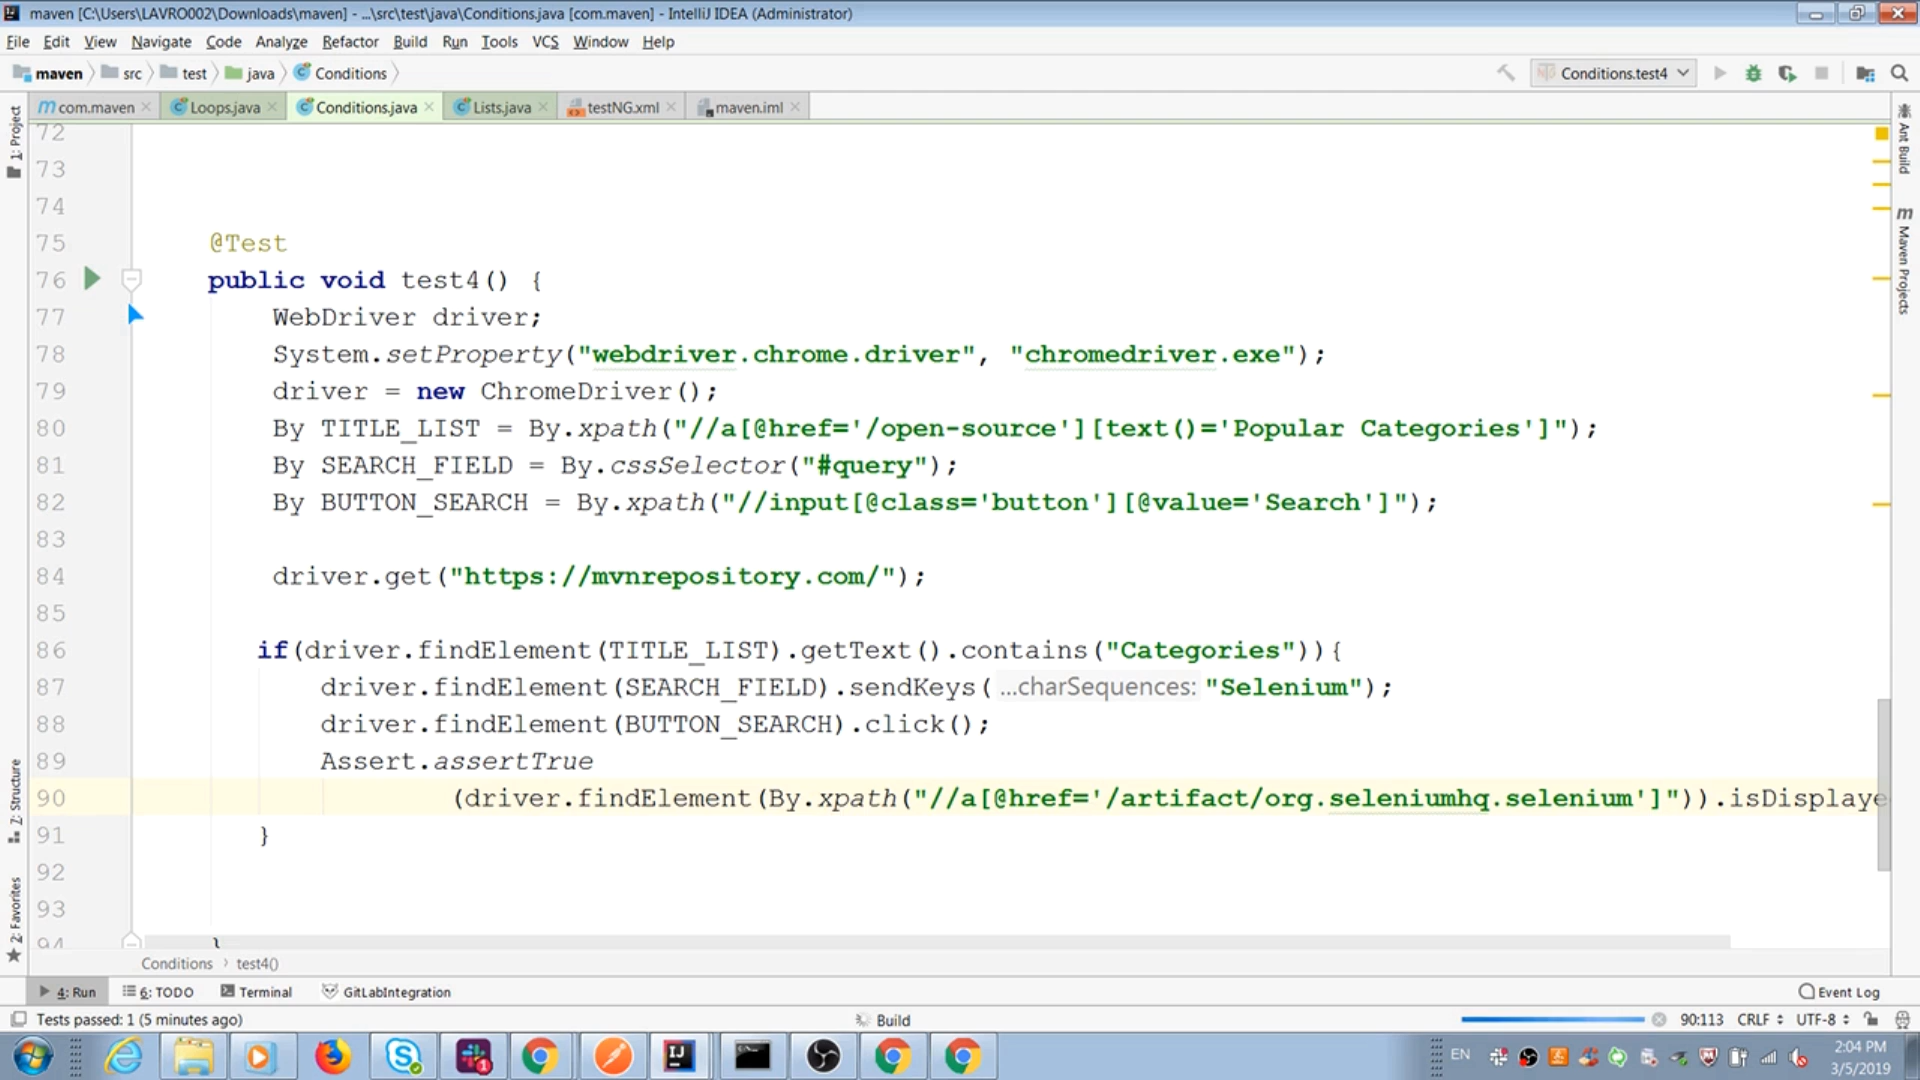 maven [C:\Users\LAVRO002\Downloads\maven] - ...\src\test\java\Conditions.java [com.maven] - IntelliJ IDEA (Administrator)
File Edit View Navigate Code Analyze Refactor Build Run Tools VCS Window Help
maven src test java Conditions Conditions.test4
com.maven Loops.java Conditions.java Lists.java testNG.xml maven.iml
1: Project
Ant Build
Maven Projects
72
73
74
75 @Test
76 public void test4() {
77 WebDriver driver;
78 System.setProperty("webdriver.chrome.driver", "chromedriver.exe");
79 driver = new ChromeDriver();
80 By TITLE_LIST = By.xpath("//a[@href='/open-source'][text()='Popular Categories']");
81 By SEARCH_FIELD = By.cssSelector("#query");
82 By BUTTON_SEARCH = By.xpath("//input[@class='button'][@value='Search']");
83
84 driver.get("https://mvnrepository.com/");
85
86 if(driver.findElement(TITLE_LIST).getText().contains("Categories")){
87 driver.findElement(SEARCH_FIELD).sendKeys( ...charSequences: "Selenium");
88 driver.findElement(BUTTON_SEARCH).click();
89 Assert.assertTrue
90 (driver.findElement(By.xpath("//a[@href='/artifact/org.seleniumhq.selenium']")).isDisplaye
91 }
92
93
94 }
Z: Structure
2: Favorites
Conditions test4()
4: Run 6: TODO Terminal GitLabIntegration Event Log
Tests passed: 1 (5 minutes ago) Build 90:113 CRLF UTF-8
EN 2:04 PM
3/5/2019